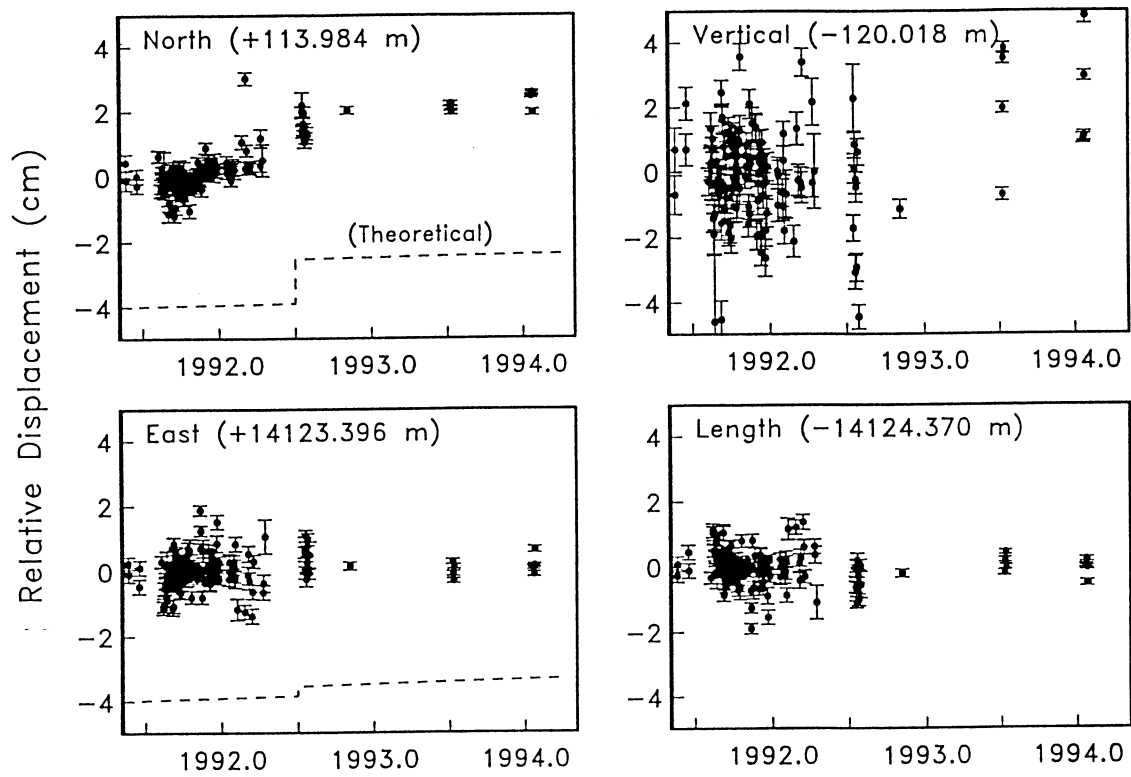 Relative Displacement (cm)
North (+113.984 m)
4
2
0
−2
−4
(Theoretical)
1992.0 1993.0 1994.0
Vertical (−120.018 m)
4
2
0
−2
−4
1992.0 1993.0 1994.0
East (+14123.396 m)
4
2
0
−2
−4
1992.0 1993.0 1994.0
Length (−14124.370 m)
4
2
0
−2
−4
1992.0 1993.0 1994.0